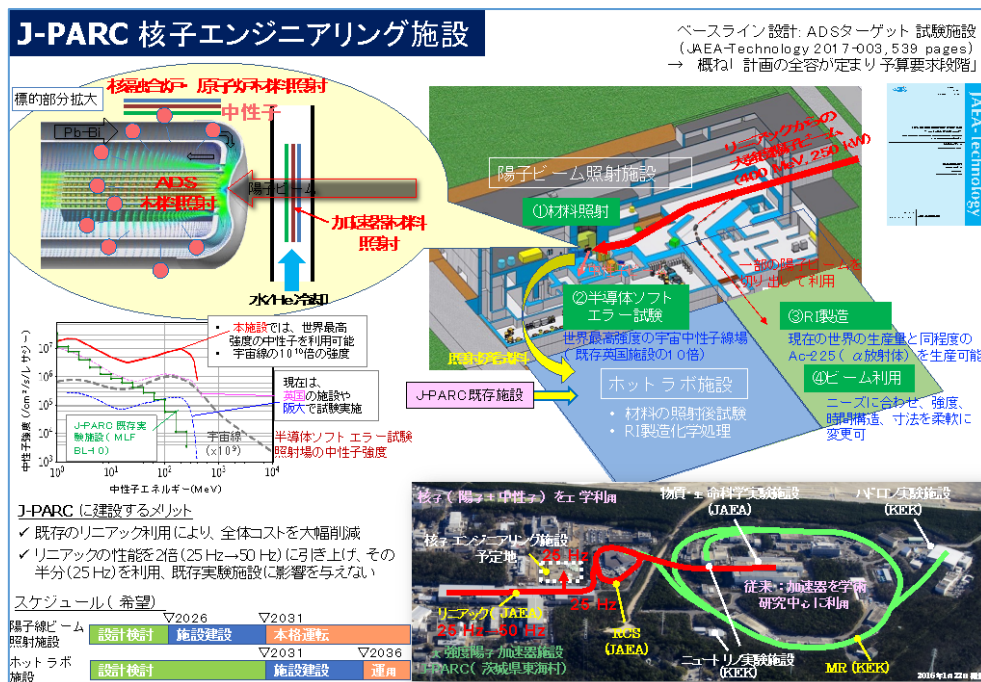 J-PARC 核子エンジニアリング施設
ベースライン設計: ADSターゲット試験施設
(JAEA-Technology 2017-003, 539 pages)
→ 概ね「計画の全容が定まり予算要求段階」
標的部分拡大
核融合炉・原子炉材料照射
中性子
Pb-Bi
ADS
材料照射
陽子ビーム
加速器材料
照射
水/He冷却
リニアックからの
大強度陽子ビーム
(400 MeV, 250 kW)
陽子ビーム照射施設
①材料照射
②半導体ソフト
エラー試験
世界最高強度の宇宙中性子線場
(既存英国施設の10倍)
一部の陽子ビームを
切り出して利用
③RI製造
現在の世界の生産量と同程度の
Ac-225(α放射体)を生産可能
④ビーム利用
ニーズに合わせ、強度、
時間構造、寸法を柔軟に
変更可
J-PARC既存施設
ホットラボ施設
• 材料の照射後試験
• RI製造化学処理
JAEA-Technology
中性子強度(/cm²/s/レサジー)
10⁷
10⁶
10⁵
10⁴
10³
10⁰
10¹
10²
10³
10⁴
中性子エネルギー(MeV)
▪ 本施設では、世界最高
強度の中性子を利用可能
▪ 宇宙線の10¹⁰倍の強度
現在は、
英国の施設や
阪大で試験実施
J-PARC既存実
験施設(MLF
BL-10)
宇宙線
(x10⁹)
半導体ソフトエラー試験
照射場の中性子強度
J-PARCに建設するメリット
✓ 既存のリニアック利用により、全体コストを大幅削減
✓ リニアックの性能を2倍(25 Hz→50 Hz)に引き上げ、その
半分(25 Hz)を利用、既存実験施設に影響を与えない
スケジュール(希望)
▽2026
▽2031
陽子線ビーム
照射施設
設計検討
施設建設
本格運転
▽2031
▽2036
ホットラボ
施設
設計検討
施設建設
運用
核子(陽子+中性子)を工学利用
核子エンジニアリング施設
予定地
25 Hz
25 Hz
リニアック(JAEA)
25 Hz→50 Hz
大強度陽子加速器施設
J-PARC(茨城県東海村)
RCS
(JAEA)
物質・生命科学実験施設
(JAEA)
ハドロン実験施設
(KEK)
従来:加速器を学術
研究中心に利用
ニュートリノ実験施設
(KEK)
MR (KEK)